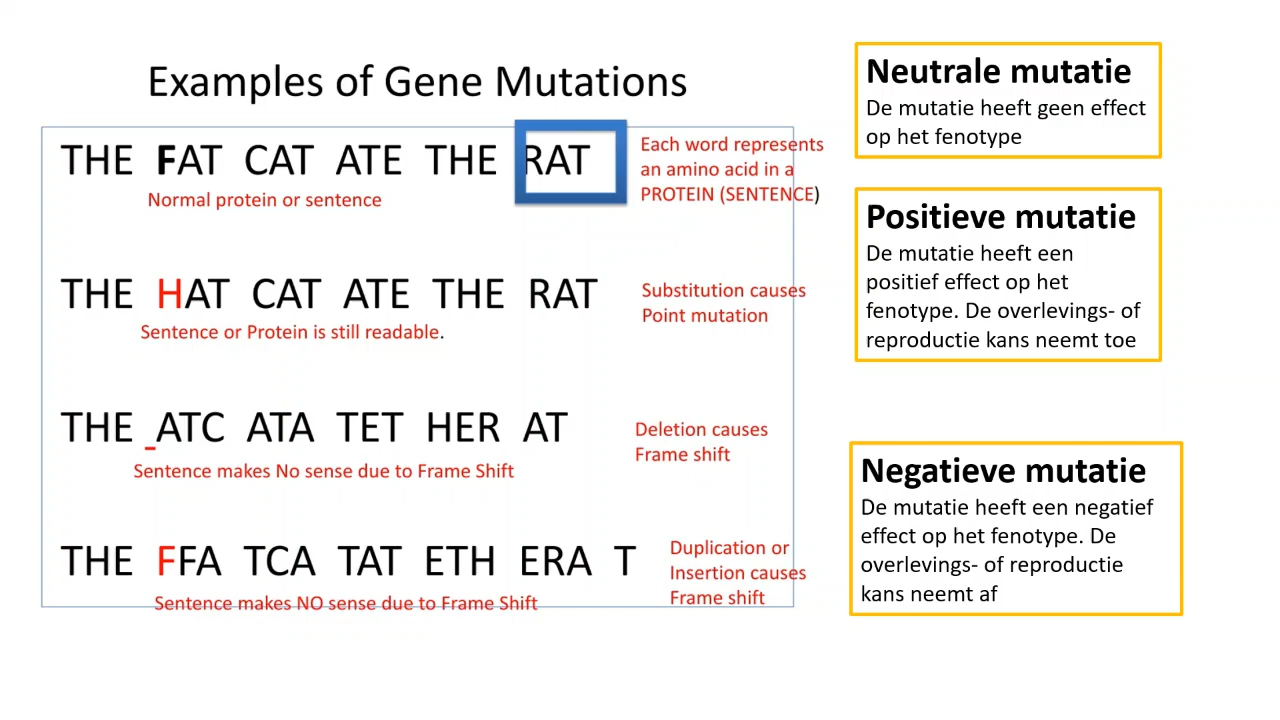 Examples of Gene Mutations
THE FAT CAT ATE THE RAT
Normal protein or sentence
Each word represents
an amino acid in a
PROTEIN (SENTENCE)
THE HAT CAT ATE THE RAT
Sentence or Protein is still readable.
Substitution causes
Point mutation
THE _ATC ATA TET HER AT
Sentence makes No sense due to Frame Shift
Deletion causes
Frame shift
THE FFA TCA TAT ETH ERA T
Sentence makes NO sense due to Frame Shift
Duplication or
Insertion causes
Frame shift
Neutrale mutatie
De mutatie heeft geen effect
op het fenotype
Positieve mutatie
De mutatie heeft een
positief effect op het
fenotype. De overlevings- of
reproductie kans neemt toe
Negatieve mutatie
De mutatie heeft een negatief
effect op het fenotype. De
overlevings- of reproductie
kans neemt af